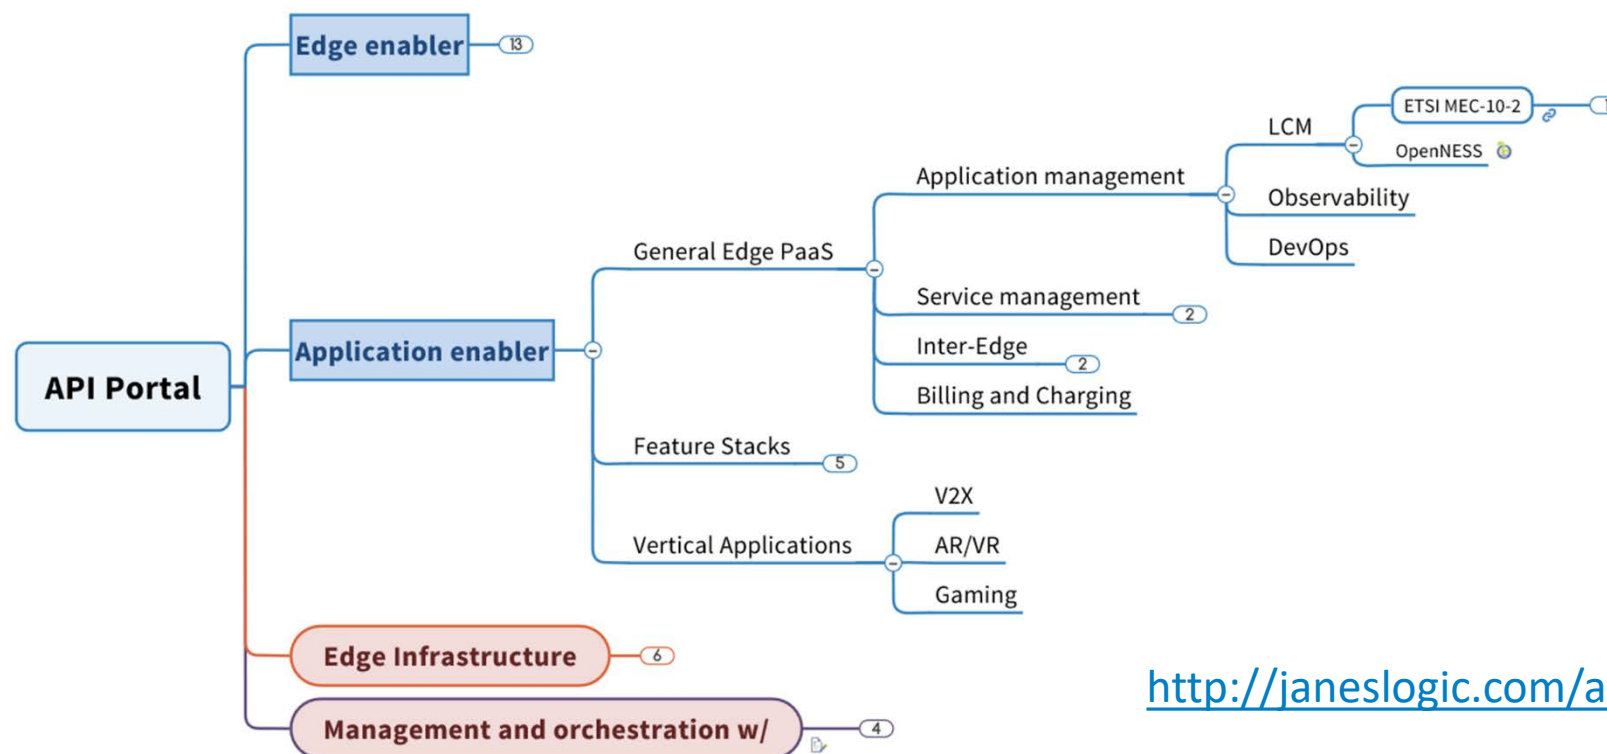 Edge enabler
13
ETSI MEC-10-2
LCM
OpenNESS
Application management
Observability
General Edge PaaS
DevOps
Service management
2
Application enabler
Inter-Edge
2
API Portal
Billing and Charging
Feature Stacks
5
V2X
Vertical Applications
AR/VR
Gaming
Edge Infrastructure
6
http://janeslogic.com/a
Management and orchestration w/
4